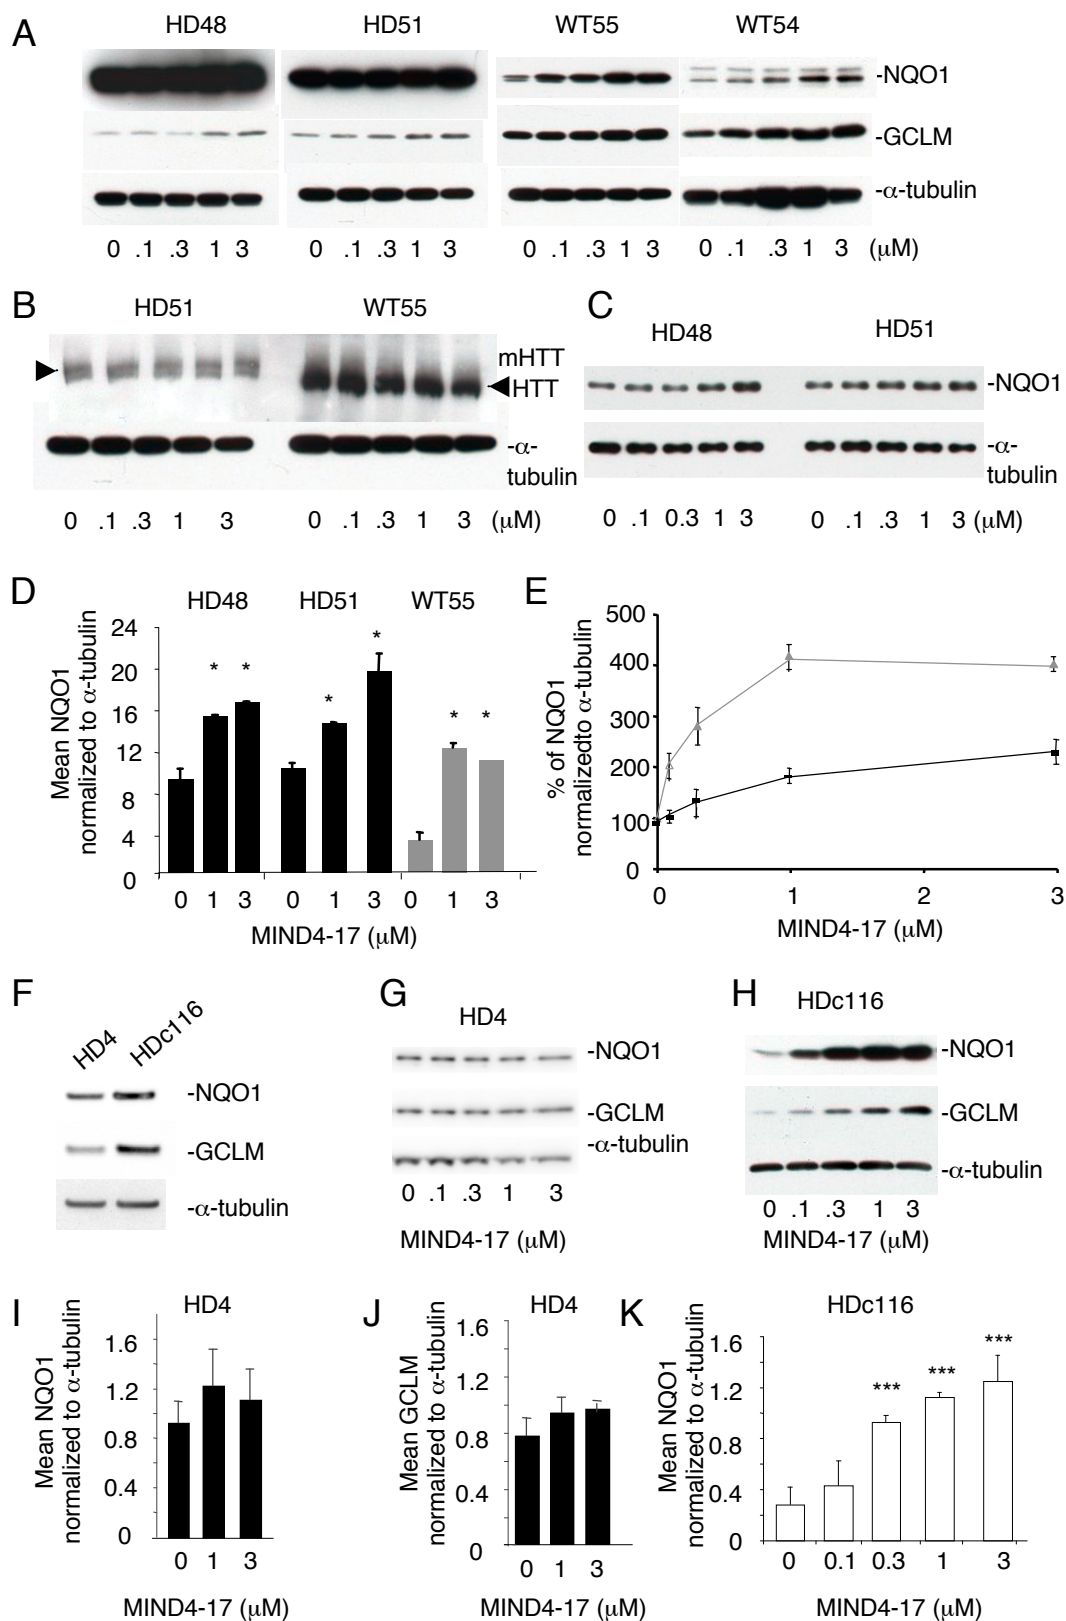 A
HD48 HD51 WT55 WT54
-NQO1
-GCLM
-α-tubulin
0 .1 .3 1 3 0 .1 .3 1 3 0 .1 .3 1 3 0 .1 .3 1 3 (μM)
B
HD51 WT55
mHTT
HTT
-α-
tubulin
0 .1 .3 1 3 0 .1 .3 1 3 (μM)
C
HD48 HD51
-NQO1
-α-
tubulin
0 .1 0.3 1 3 0 .1 .3 1 3 (μM)
D
HD48 HD51 WT55
Mean NQO1
normalized to α-tubulin
24
20
16
12
8
4
0
* * * * * *
0 1 3 0 1 3 0 1 3
MIND4-17 (μM)
E
% of NQO1
normalizedto α-tubulin
500
400
300
200
100
0
0 1 2 3
MIND4-17 (μM)
F
HD4 HDc116
-NQO1
-GCLM
-α-tubulin
G
HD4
-NQO1
-GCLM
-α-tubulin
0 .1 .3 1 3
MIND4-17 (μM)
H
HDc116
-NQO1
-GCLM
-α-tubulin
0 .1 .3 1 3
MIND4-17 (μM)
I
HD4
Mean NQO1
normalized to α-tubulin
1.6
1.2
0.8
0.4
0
0 1 3
MIND4-17 (μM)
J
HD4
Mean GCLM
normalized to α-tubulin
1.6
1.2
0.8
0.4
0
0 1 3
MIND4-17 (μM)
K
HDc116
Mean NQO1
normalized to α-tubulin
1.6
1.2
0.8
0.4
0
*** *** ***
0 0.1 0.3 1 3
MIND4-17 (μM)